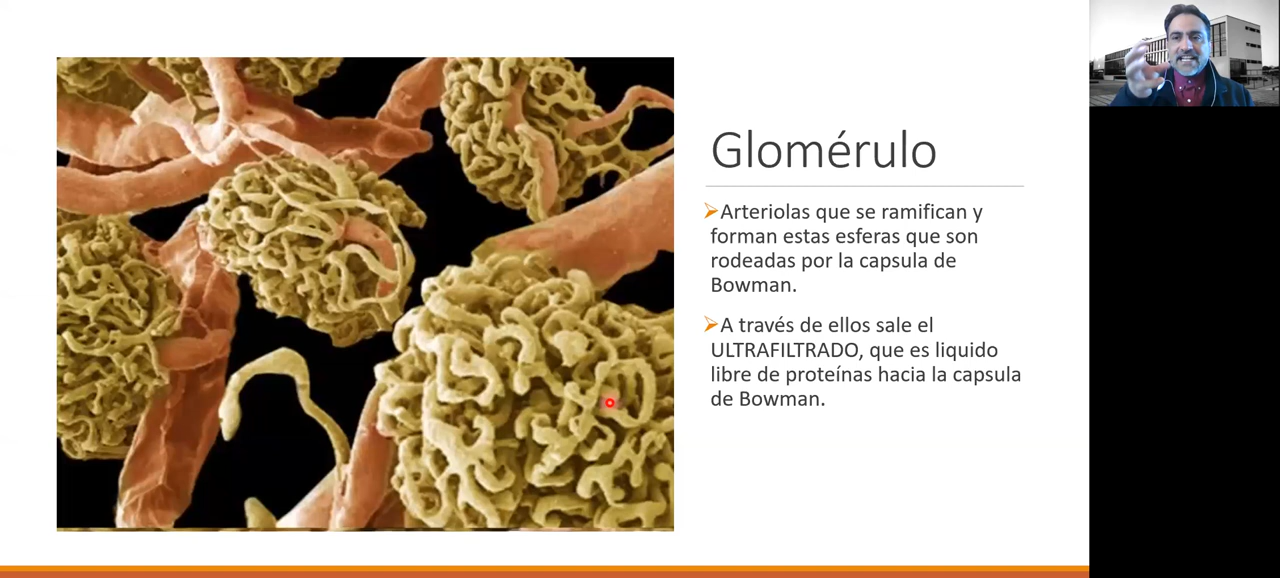 Glomérulo
Arteriolas que se ramifican y
forman estas esferas que son
rodeadas por la capsula de
Bowman.
A través de ellos sale el
ULTRAFILTRADO, que es liquido
libre de proteínas hacia la capsula
de Bowman.